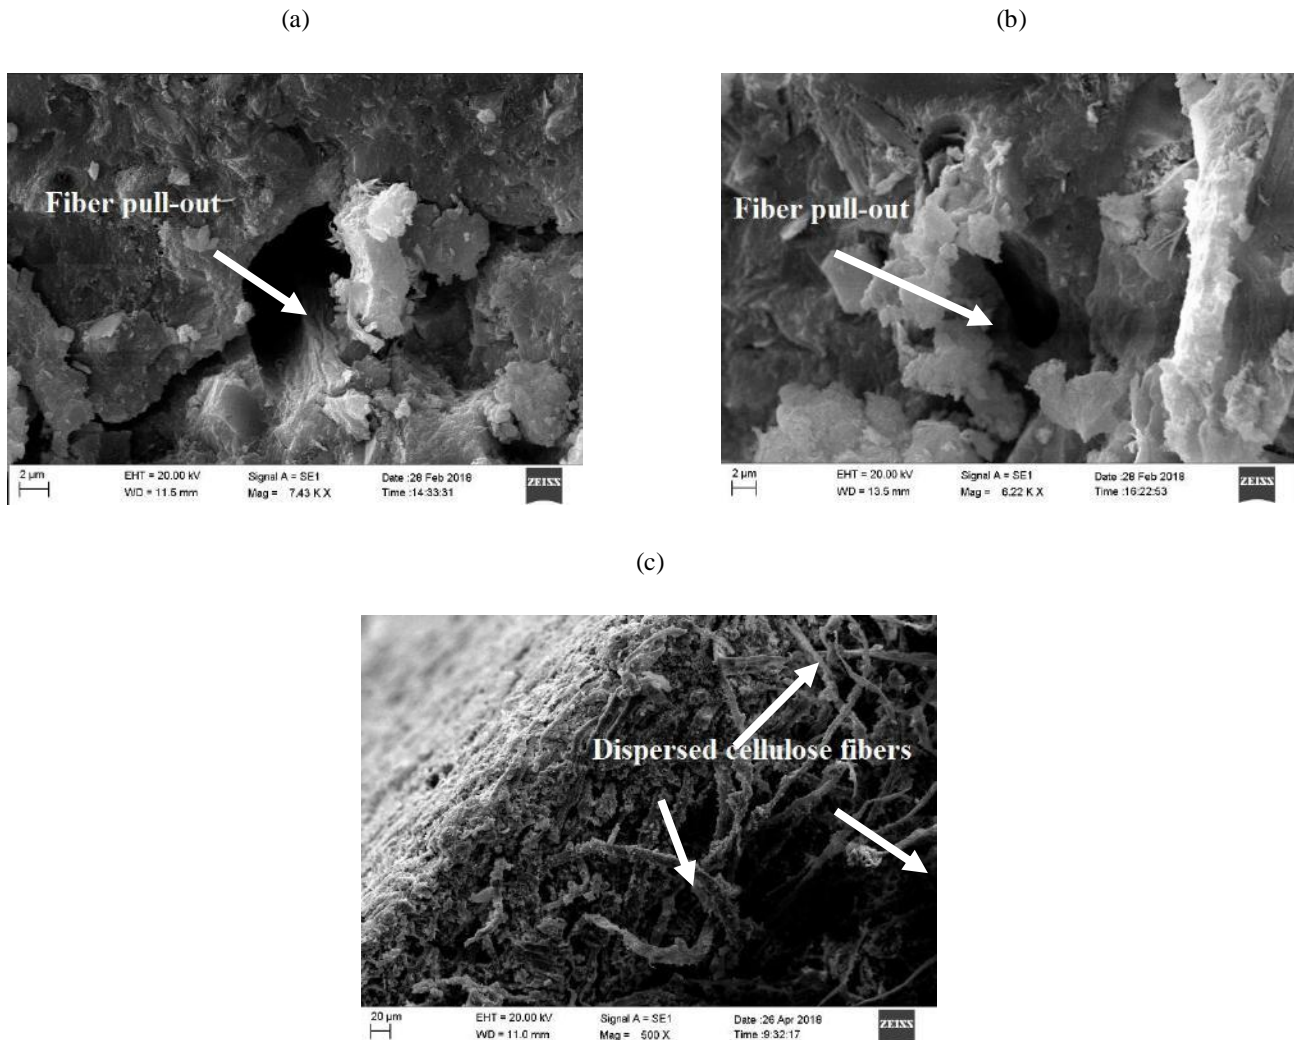 (a)
(b)
Fiber pull-out
Fiber pull-out
2 µm
EHT = 20.00 kV
Signal A = SE1
Date :28 Feb 2018
WD = 11.5 mm
Mag = 7.43 K X
Time :14:33:31
ZEISS
2 µm
EHT = 20.00 kV
Signal A = SE1
Date :28 Feb 2018
WD = 13.5 mm
Mag = 6.22 K X
Time :16:22:53
ZEISS
(c)
Dispersed cellulose fibers
20 µm
EHT = 20.00 kV
Signal A = SE1
Date :26 Apr 2018
WD = 11.0 mm
Mag = 500 X
Time :9:32:17
ZEISS